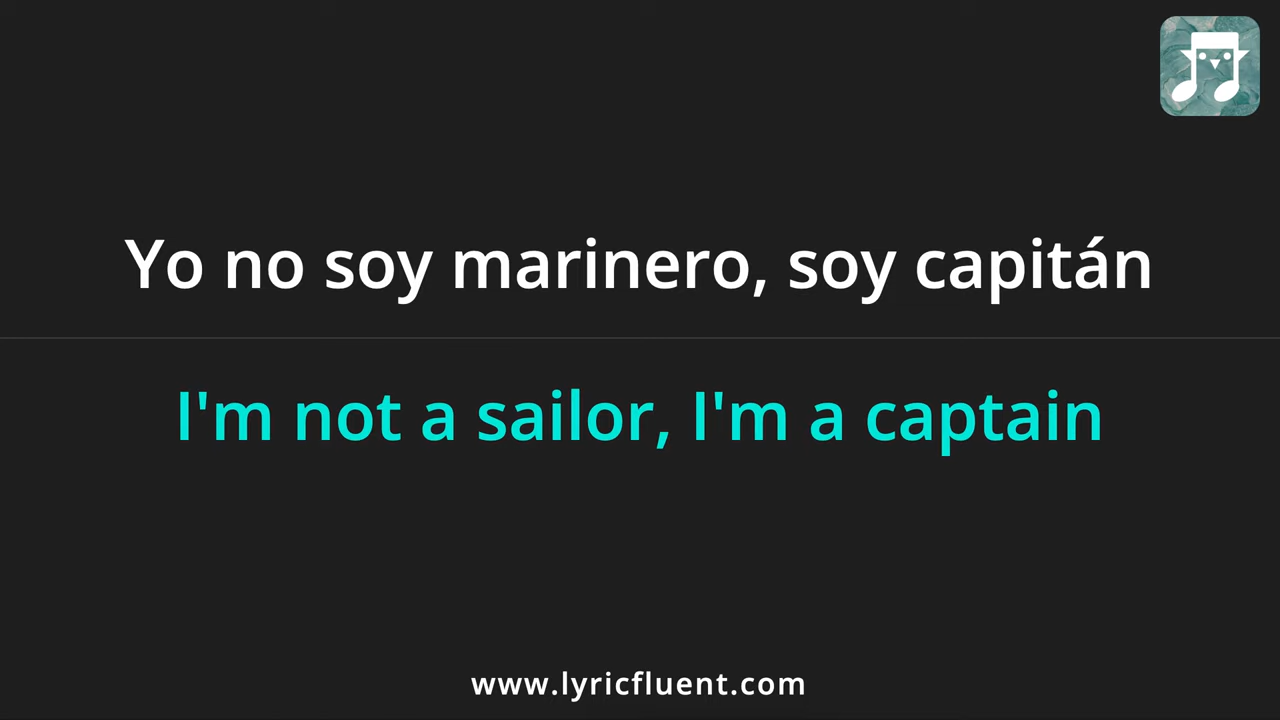 Yo no soy marinero, soy capitán
I'm not a sailor, I'm a captain
www.lyricfluent.com